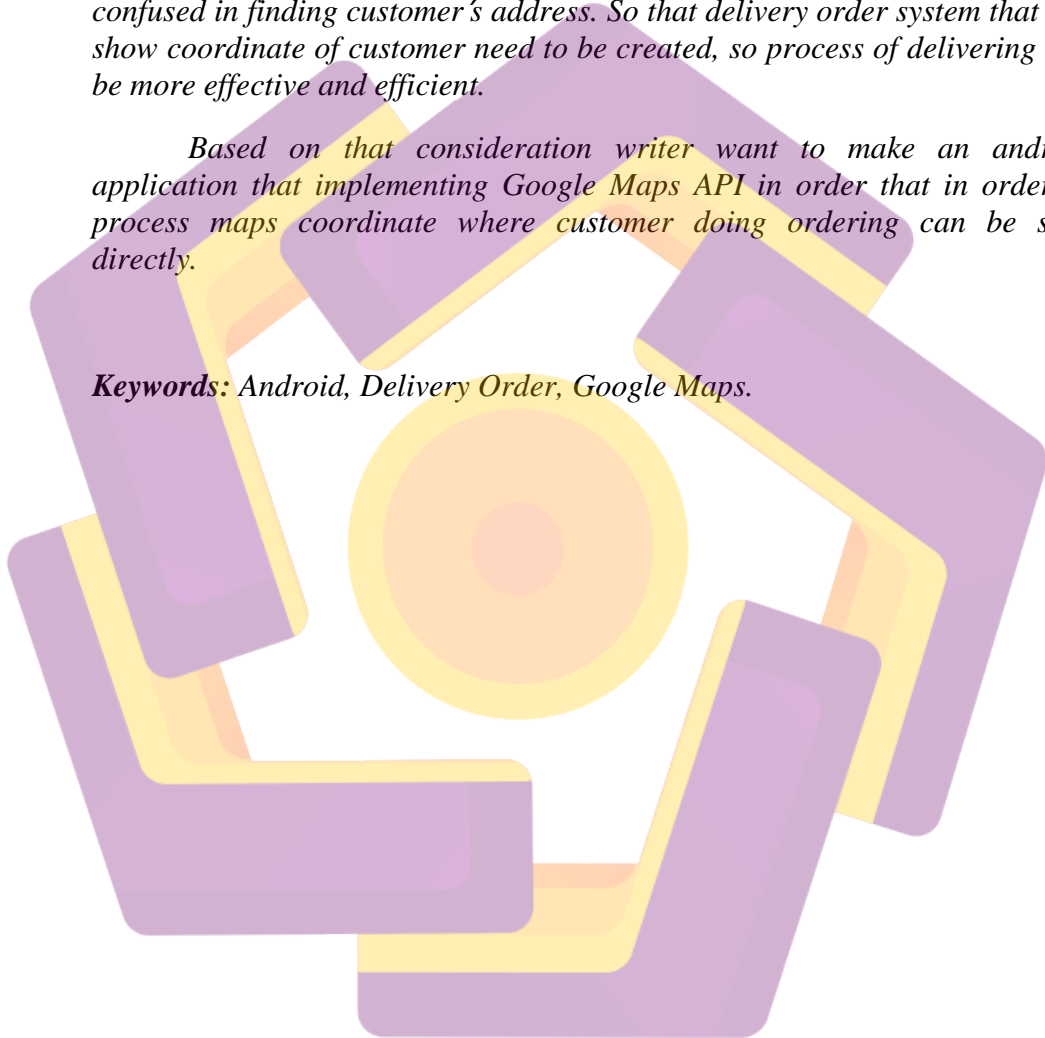 confused in finding customer's address. So that delivery order system that
show coordinate of customer need to be created, so process of delivering
be more effective and efficient.
Based on that consideration writer want to make an
application that implementing Google Maps API in order that in order
process maps coordinate where customer doing ordering can be
directly.
Keywords: Android, Delivery Order, Google Maps.